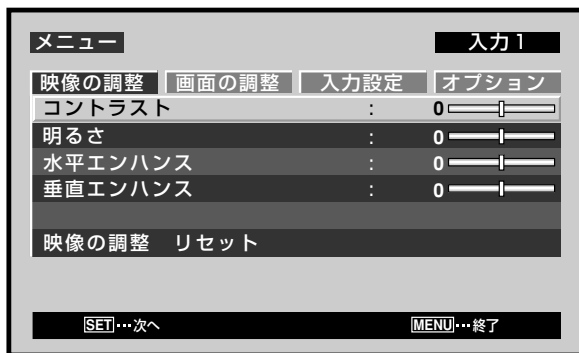 メニュー 入力1
映像の調整 画面の調整 入力設定 オプション
コントラスト : 0
明るさ : 0
水平エンハンス : 0
垂直エンハンス : 0
映像の調整 リセット
SET…次へ MENU…終了